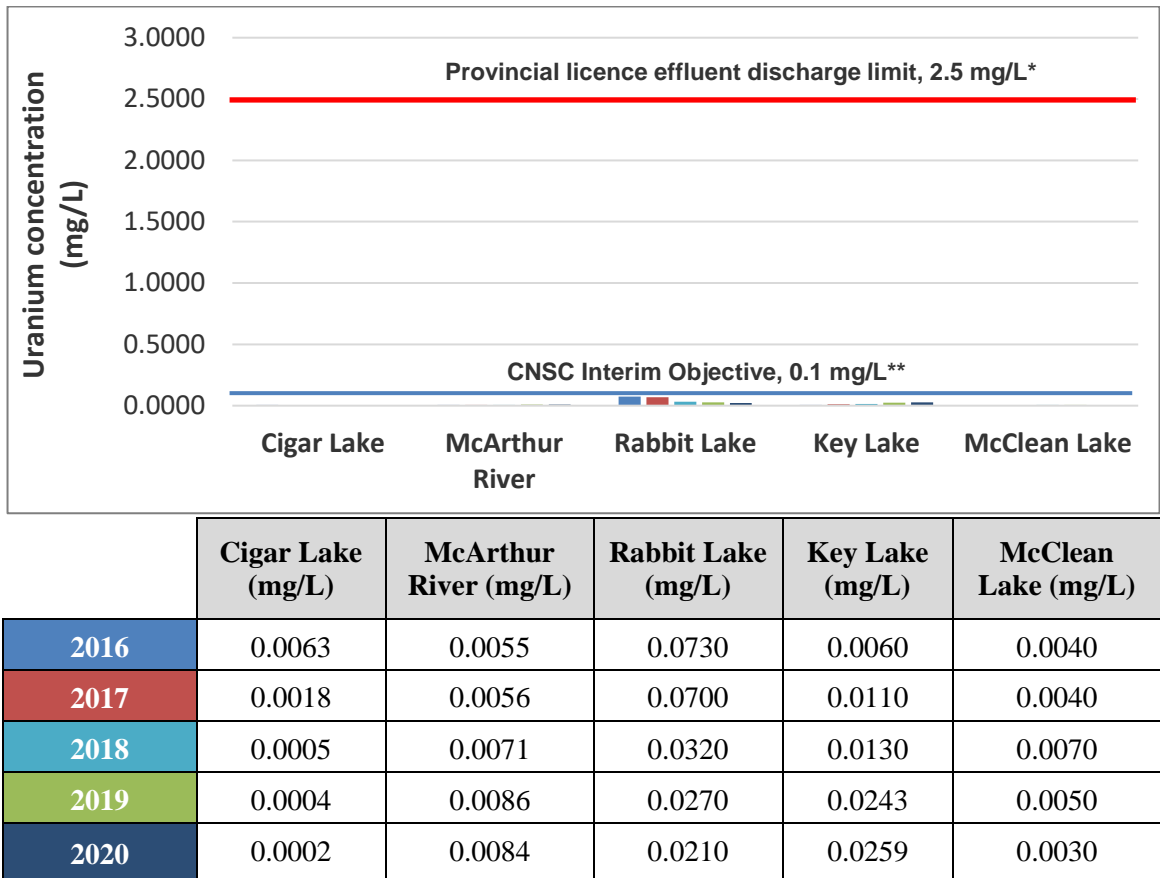 3.0000
Provincial licence effluent discharge limit, 2.5 mg/L*
2.5000
2.0000
1.5000
1.0000
0.5000
CNSC Interim Objective, 0.1 mg/L**
0.0000
Uranium concentration
(mg/L)
Cigar Lake McArthur Rabbit Lake Key Lake McClean Lake
River
Cigar Lake McArthur Rabbit Lake Key Lake McClean
(mg/L) River (mg/L) (mg/L) (mg/L) Lake (mg/L)
2016 0.0063 0.0055 0.0730 0.0060 0.0040
2017 0.0018 0.0056 0.0700 0.0110 0.0040
2018 0.0005 0.0071 0.0320 0.0130 0.0070
2019 0.0004 0.0086 0.0270 0.0243 0.0050
2020 0.0002 0.0084 0.0210 0.0259 0.0030